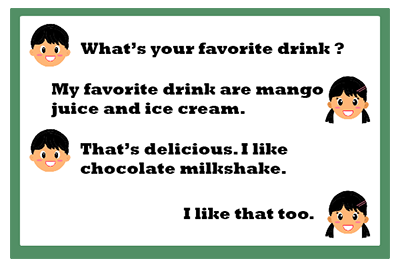 What's your favorite drink ?
My favorite drink are mango
juice and ice cream.
That's delicious. I like
chocolate milkshake.
I like that too.